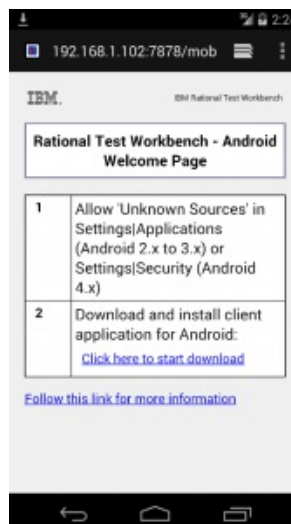 2:2
192.168.1.102:7878/mob
IBM.
IBM Rational Test Workbench
Rational Test Workbench - Android
Welcome Page
1
Allow 'Unknown Sources' in
Settings|Applications
(Android 2.x to 3.x) or
Settings|Security (Android
4.x)
2
Download and install client
application for Android:
Click here to start download
Follow this link for more information